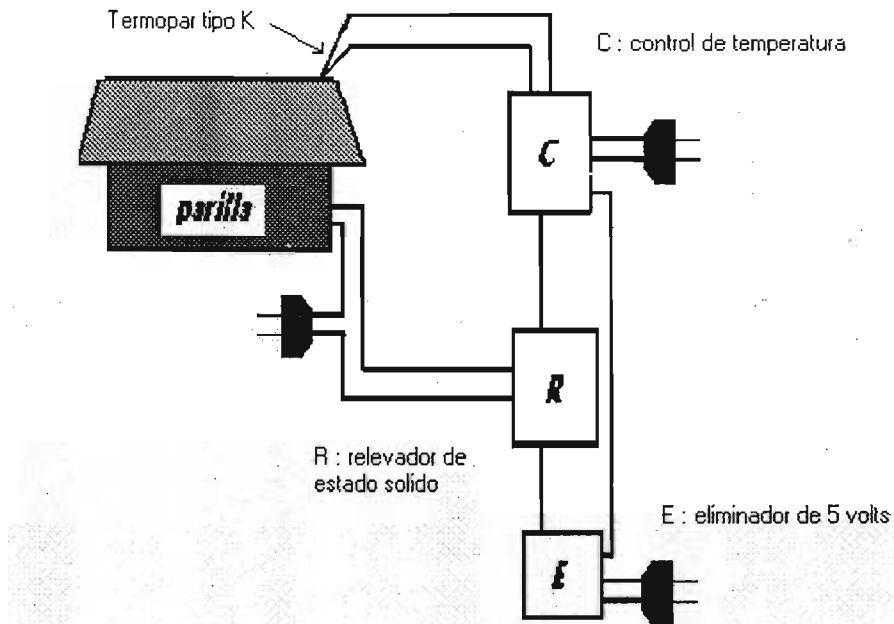 Termopar tipo K
C : control de temperatura
C
parilla
R
R : relevador de
estado solido
E : eliminador de 5 volts
E